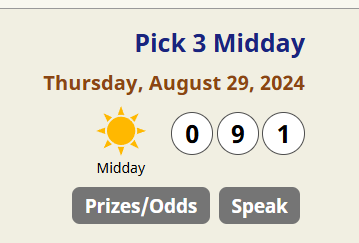 Pick 3 Midday
Thursday, August 29, 2024
0 9 1
Midday
Prizes/Odds Speak